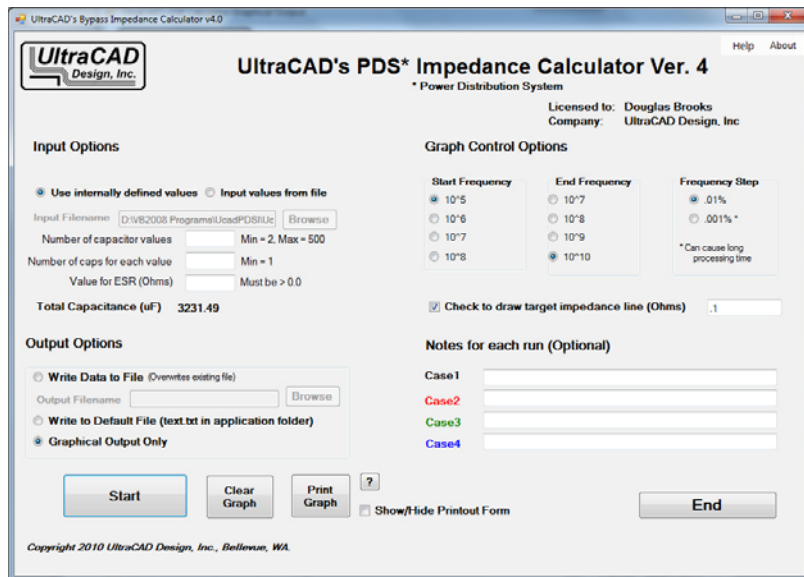 UltraCAD's Bypass Impedance Calculator v4.0
Help About
UltraCAD
Design, Inc.
UltraCAD's PDS* Impedance Calculator Ver. 4
* Power Distribution System
Licensed to: Douglas Brooks
Company: UltraCAD Design, Inc
Input Options
Use internally defined values Input values from file
Input Filename D:\VB2008 Programs\UcadPDSI\Uc Browse
Number of capacitor values Min = 2, Max = 500
Number of caps for each value Min = 1
Value for ESR (Ohms) Must be > 0.0
Total Capacitance (uF) 3231.49
Graph Control Options
Start Frequency
10^5
10^6
10^7
10^8
End Frequency
10^7
10^8
10^9
10^10
Frequency Step
.01%
.001% *
* Can cause long
processing time
Check to draw target impedance line (Ohms) .1
Output Options
Write Data to File (Overwrites existing file)
Output Filename Browse
Write to Default File (text.txt in application folder)
Graphical Output Only
Notes for each run (Optional)
Case1
Case2
Case3
Case4
Start
Clear
Graph
Print
Graph
?
Show/Hide Printout Form
End
Copyright 2010 UltraCAD Design, Inc., Bellevue, WA.